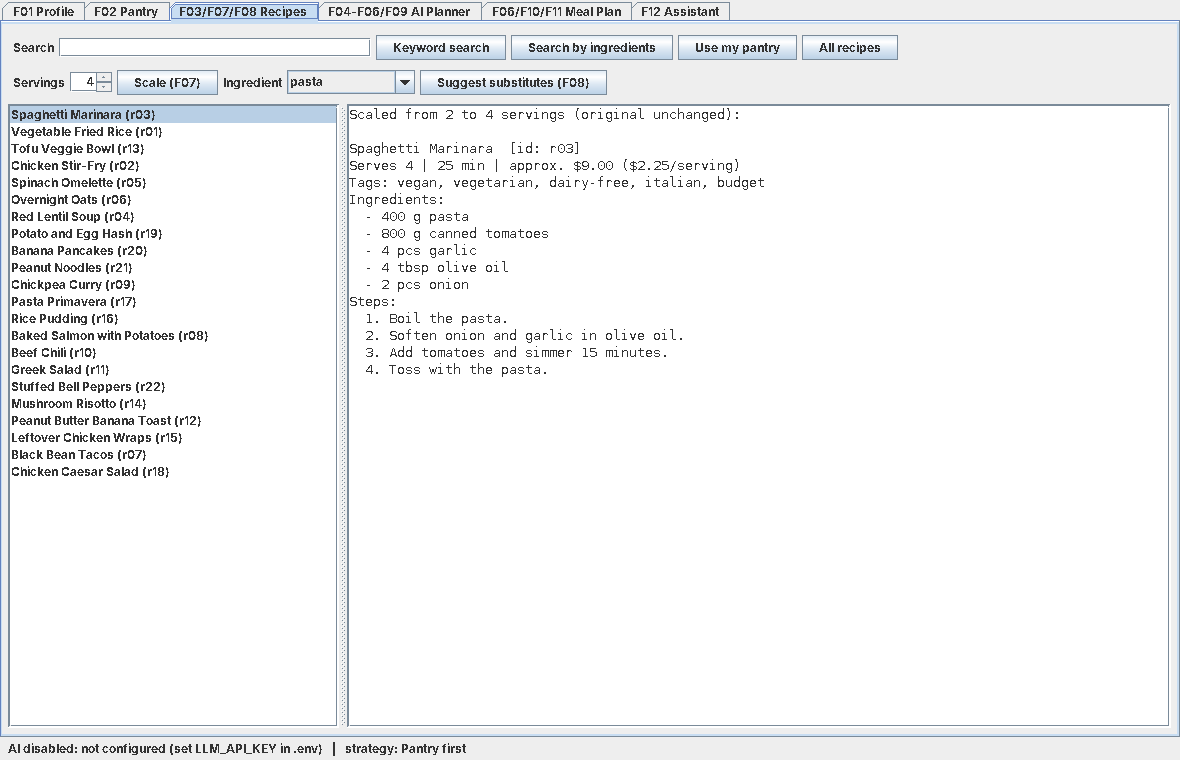 F01 Profile F02 Pantry F03/F07/F08 Recipes F04-F06/F09 AI Planner F06/F10/F11 Meal Plan F12 Assistant
Search Keyword search Search by ingredients Use my pantry All recipes
Servings 4 Scale (F07) Ingredient pasta Suggest substitutes (F08)
Spaghetti Marinara (r03)
Vegetable Fried Rice (r01)
Tofu Veggie Bowl (r13)
Chicken Stir-Fry (r02)
Spinach Omelette (r05)
Overnight Oats (r06)
Red Lentil Soup (r04)
Potato and Egg Hash (r19)
Banana Pancakes (r20)
Peanut Noodles (r21)
Chickpea Curry (r09)
Pasta Primavera (r17)
Rice Pudding (r16)
Baked Salmon with Potatoes (r08)
Beef Chili (r10)
Greek Salad (r11)
Stuffed Bell Peppers (r22)
Mushroom Risotto (r14)
Peanut Butter Banana Toast (r12)
Leftover Chicken Wraps (r15)
Black Bean Tacos (r07)
Chicken Caesar Salad (r18)
Scaled from 2 to 4 servings (original unchanged):
Spaghetti Marinara [id: r03]
Serves 4 | 25 min | approx. $9.00 ($2.25/serving)
Tags: vegan, vegetarian, dairy-free, italian, budget
Ingredients:
- 400 g pasta
- 800 g canned tomatoes
- 4 pcs garlic
- 4 tbsp olive oil
- 2 pcs onion
Steps:
1. Boil the pasta.
2. Soften onion and garlic in olive oil.
3. Add tomatoes and simmer 15 minutes.
4. Toss with the pasta.
AI disabled: not configured (set LLM_API_KEY in .env) | strategy: Pantry first